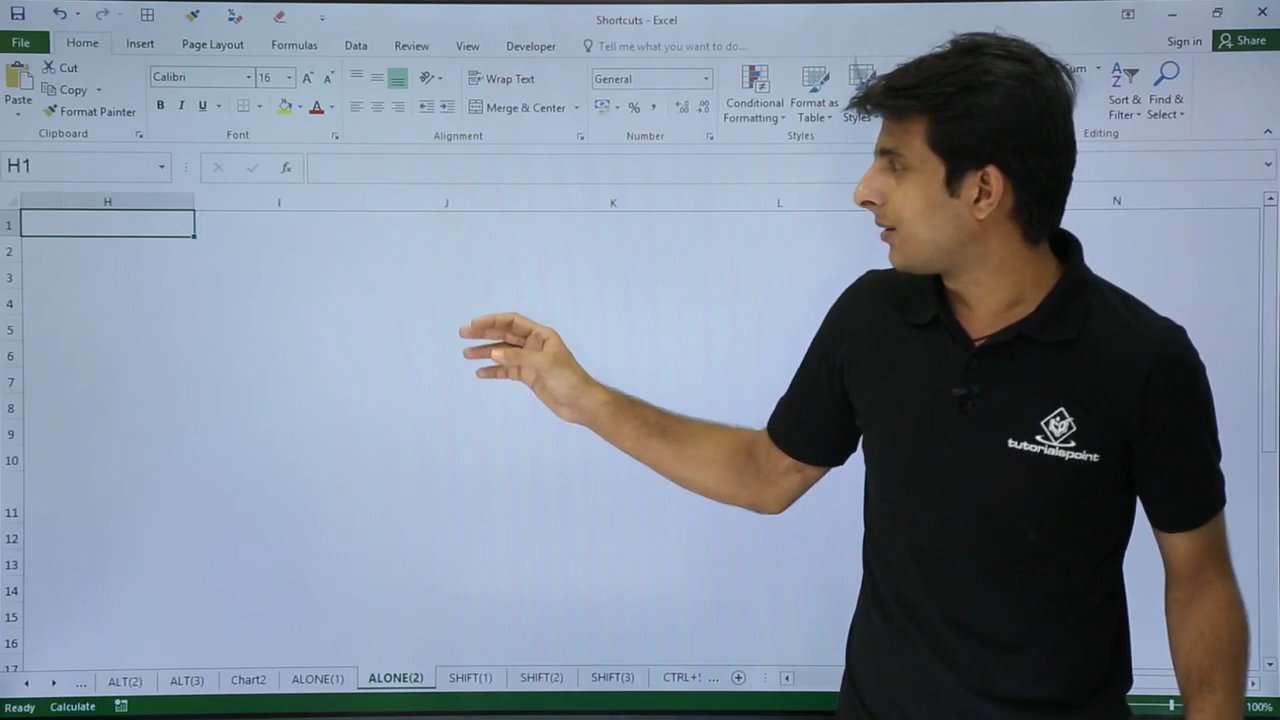 Shortcuts - Excel
File Home Insert Page Layout Formulas Data Review View Developer Tell me what you want to do... Sign in Share
Cut
Copy
Format Painter
Paste
Clipboard
Calibri 16
B I U A
Font
Wrap Text
Merge & Center
Alignment
General
%
Number
Conditional Formatting
Format as Table
Styles
Styles
Sort & Filter
Find & Select
Editing
H1 fx
H I J K L N
1
2
3
4
5
6
7
8
9
10
11
12
13
14
15
16
17
tutorialspoint
... ALT(2) ALT(3) Chart2 ALONE(1) ALONE(2) SHIFT(1) SHIFT(2) SHIFT(3) CTRL+! ...
Ready Calculate 100%